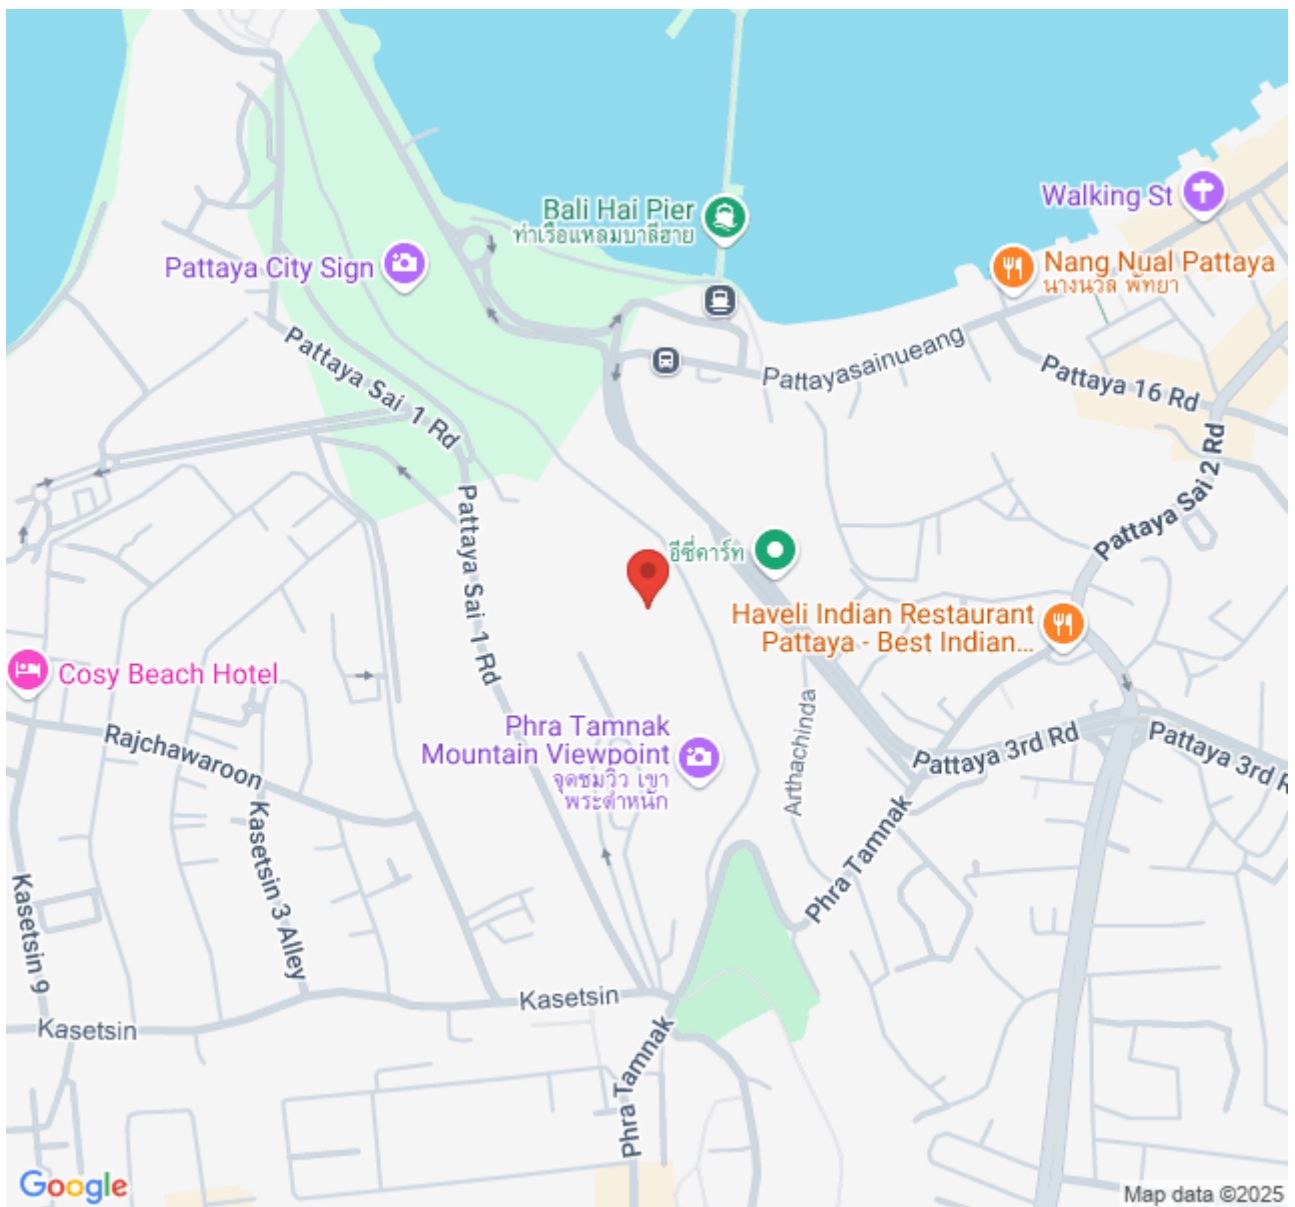 Walking St
Bali Hai Pier
ท่าเรือแหลมบาลีฮาย
Pattaya City Sign
Nang Nual Pattaya
นางนวล พัทยา
Pattayasainueang
Pattaya 16 Rd
Pattaya Sai 1 Rd
Pattaya Sai 2 Rd
Pattaya Sai 1 Rd
อีซี่คาร์ท
Haveli Indian Restaurant
Pattaya - Best Indian...
Cosy Beach Hotel
Phra Tamnak
Mountain Viewpoint
จุดชมวิว เขา
พระตำหนัก
Rajchawaroon
Arthachinda
Pattaya 3rd Rd
Pattaya 3rd R
Kasetsin 3 Alley
Phra Tamnak
Kasetsin 9
Kasetsin
Kasetsin
Phra Tamnak
Google
Map data ©2025